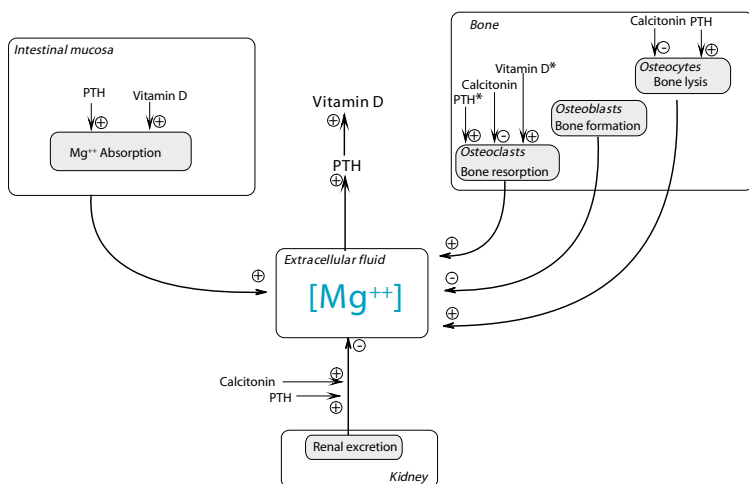 Intestinal mucosa
PTH
Vitamin D
⊕
⊕
Mg++ Absorption
Bone
Calcitonin
PTH
⊖
⊕
Osteocytes
Bone lysis
Vitamin D*
Calcitonin
PTH*
⊕
⊖
⊕
Osteoclasts
Bone resorption
Osteoblasts
Bone formation
Vitamin D
⊕
PTH
⊕
Extracellular fluid
[Mg++]
⊕
⊕
⊖
⊕
⊖
Calcitonin
⊕
PTH
⊕
Renal excretion
Kidney